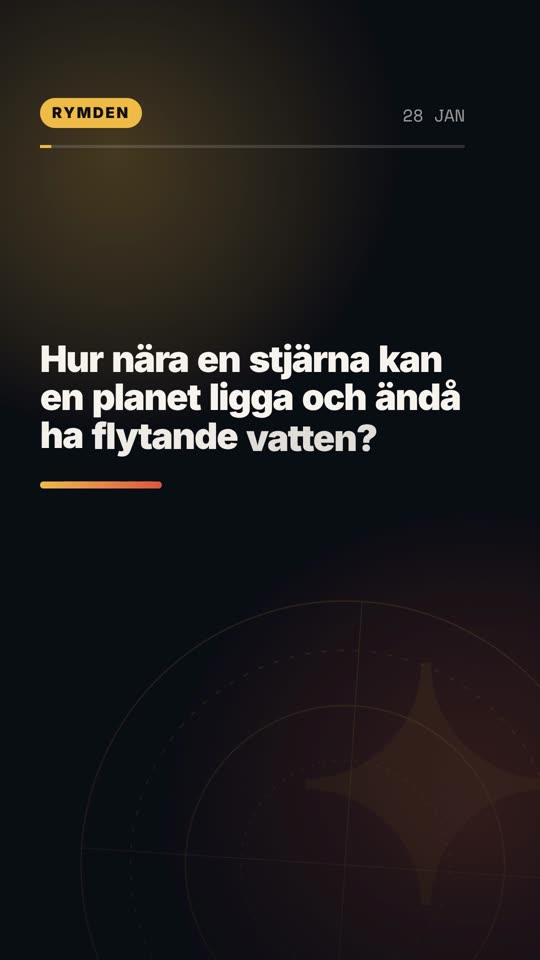 RYMDEN
28 JAN
Hur nära en stjärna kan
en planet ligga och ändå
ha flytande vatten?